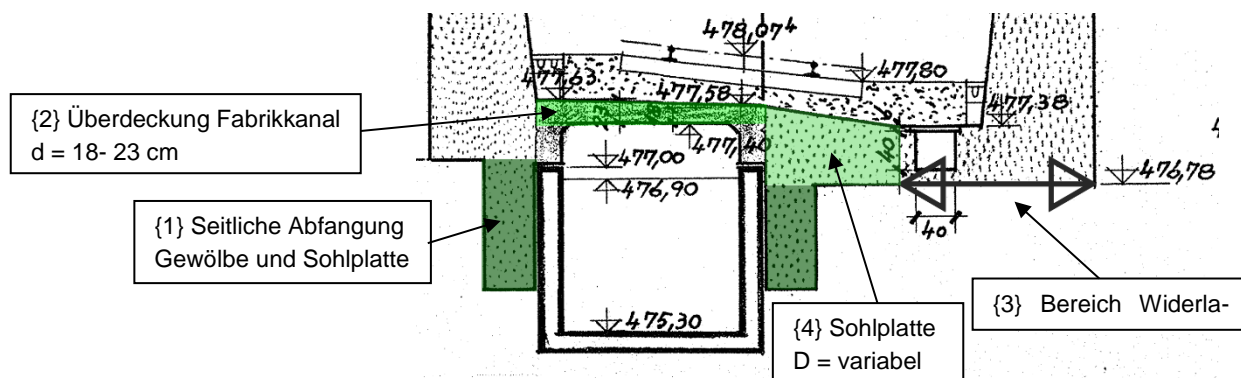 478,07⁴
477,63
477,80
{2} Überdeckung Fabrikkanal
d = 18- 23 cm
477,58
477,38
477,40
40
477,00
476,90
476,78
{1} Seitliche Abfangung
Gewölbe und Sohlplatte
40
{3} Bereich Widerla-
475,30
{4} Sohlplatte
D = variabel